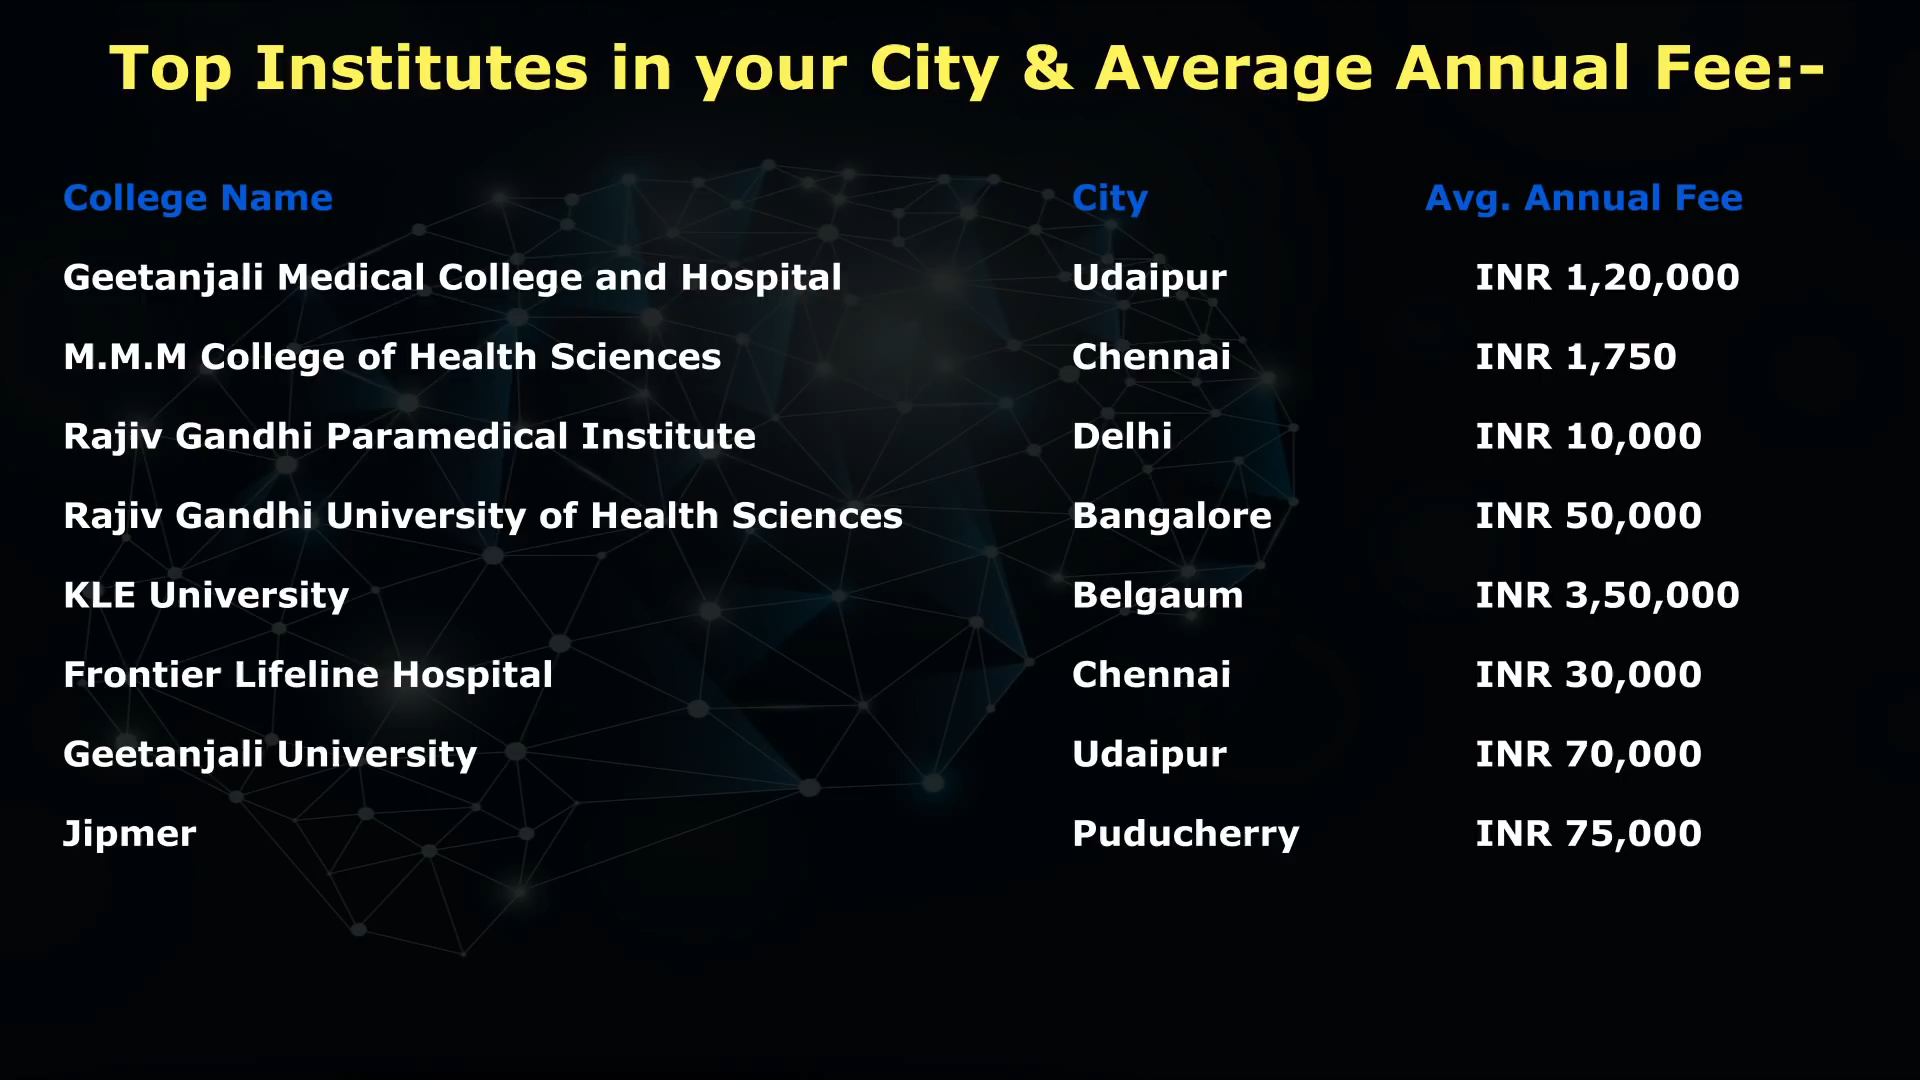 Top Institutes in your City & Average Annual Fee:-
College Name City Avg. Annual Fee
Geetanjali Medical College and Hospital Udaipur INR 1,20,000
M.M.M College of Health Sciences Chennai INR 1,750
Rajiv Gandhi Paramedical Institute Delhi INR 10,000
Rajiv Gandhi University of Health Sciences Bangalore INR 50,000
KLE University Belgaum INR 3,50,000
Frontier Lifeline Hospital Chennai INR 30,000
Geetanjali University Udaipur INR 70,000
Jipmer Puducherry INR 75,000